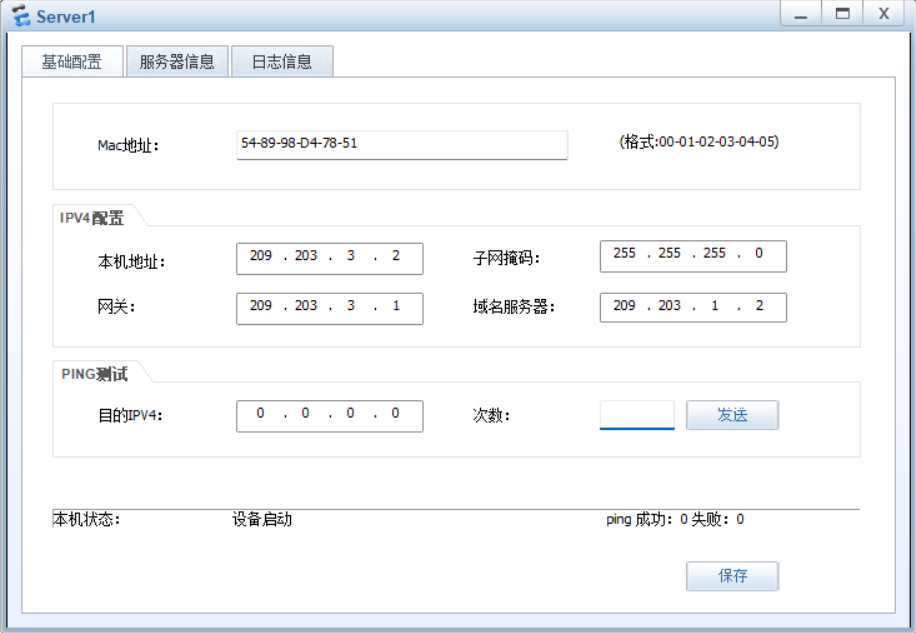 Server1
基础配置 服务器信息 日志信息
Mac地址: 54-89-98-D4-78-51 (格式:00-01-02-03-04-05)
IPV4配置
本机地址: 209 . 203 . 3 . 2 子网掩码: 255 . 255 . 255 . 0
网关: 209 . 203 . 3 . 1 域名服务器: 209 . 203 . 1 . 2
PING测试
目的IPV4: 0 . 0 . 0 . 0 次数: 发送
本机状态: 设备启动 ping 成功: 0 失败: 0
保存